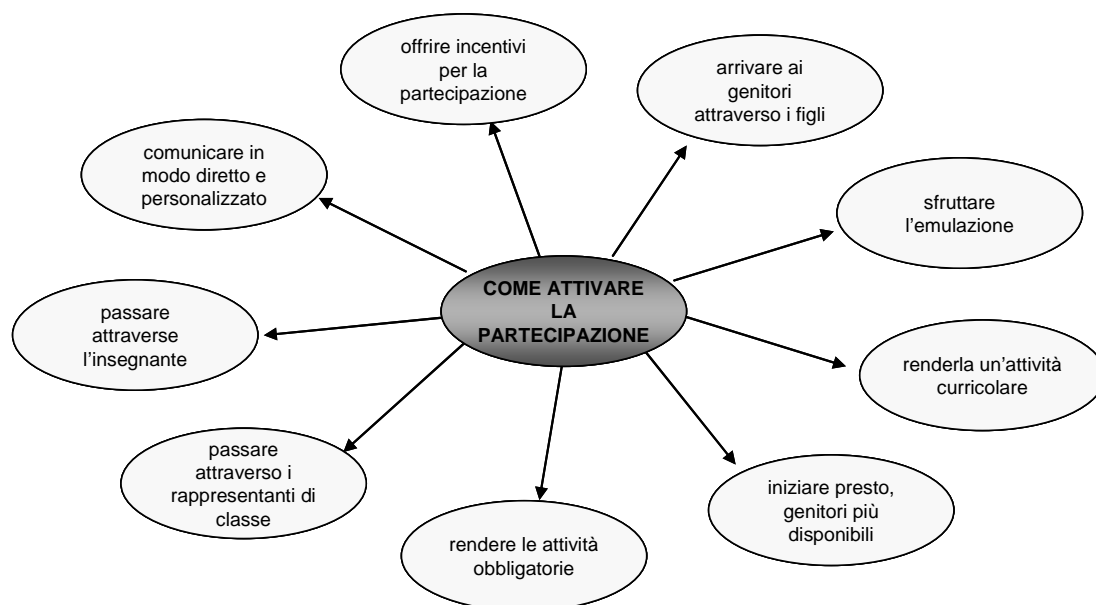 offrire incentivi
per la
partecipazione
arrivare ai
genitori
attraverso i figli
comunicare in
modo diretto e
personalizzato
sfruttare
l'emulazione
COME ATTIVARE
LA
PARTECIPAZIONE
passare
attraverse
l'insegnante
renderla un'attività
curricolare
passare
attraverso i
rappresentanti di
classe
iniziare presto,
genitori più
disponibili
rendere le attività
obbligatorie